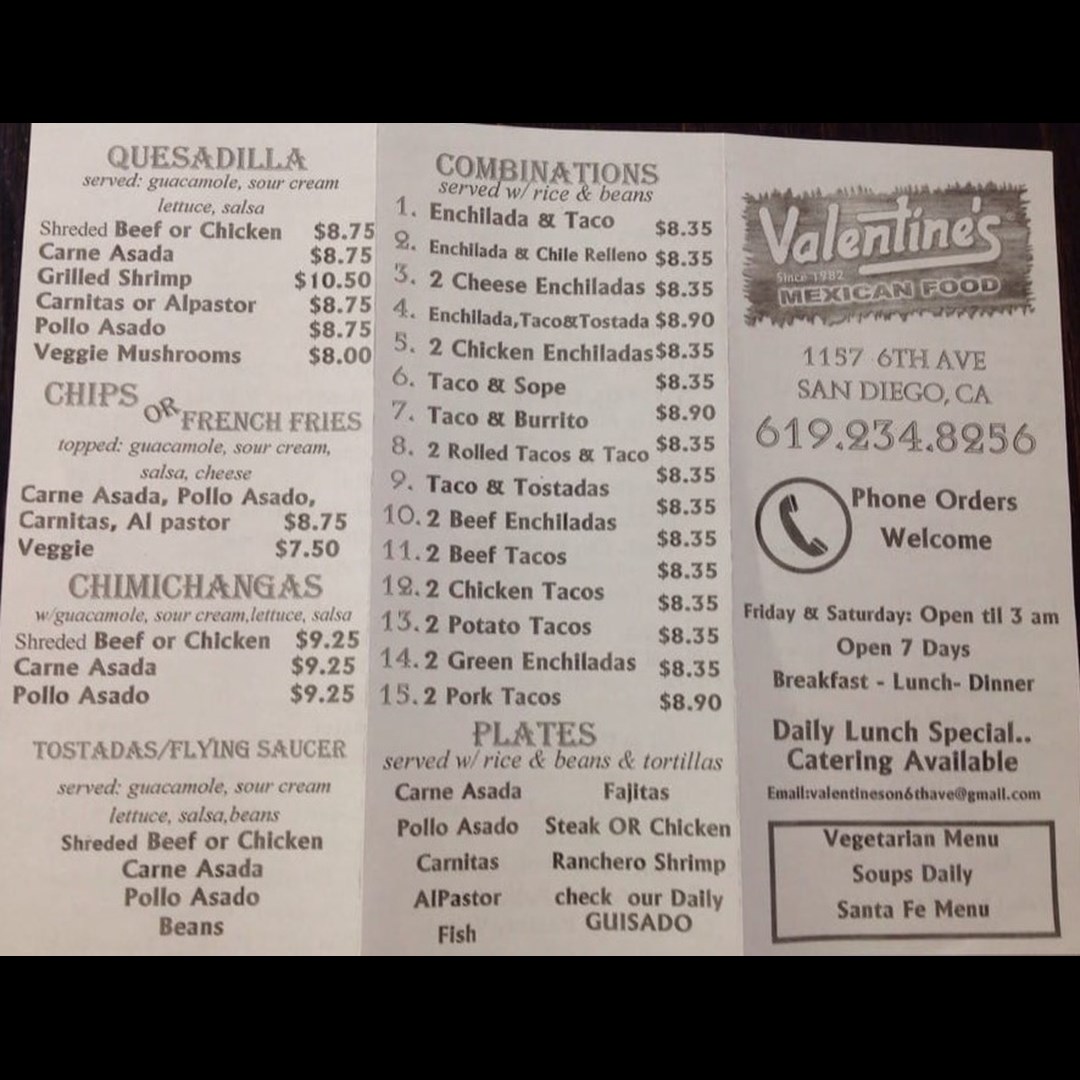 QUESADILLA
served: guacamole, sour cream
lettuce, salsa
Shreded Beef or Chicken $8.75
Carne Asada $8.75
Grilled Shrimp $10.50
Carnitas or Alpastor $8.75
Pollo Asado $8.75
Veggie Mushrooms $8.00
CHIPS OR FRENCH FRIES
topped: guacamole, sour cream,
salsa, cheese
Carne Asada, Pollo Asado,
Carnitas, Al pastor $8.75
Veggie $7.50
CHIMICHANGAS
w/guacamole, sour cream,lettuce, salsa
Shreded Beef or Chicken $9.25
Carne Asada $9.25
Pollo Asado $9.25
TOSTADAS/FLYING SAUCER
served: guacamole, sour cream
lettuce, salsa,beans
Shreded Beef or Chicken
Carne Asada
Pollo Asado
Beans
COMBINATIONS
served w/ rice & beans
1. Enchilada & Taco $8.35
2. Enchilada & Chile Relleno $8.35
3. 2 Cheese Enchiladas $8.35
4. Enchilada,Taco&Tostada $8.90
5. 2 Chicken Enchiladas $8.35
6. Taco & Sope $8.35
7. Taco & Burrito $8.90
8. 2 Rolled Tacos & Taco $8.35
9. Taco & Tostadas $8.35
10. 2 Beef Enchiladas $8.35
11. 2 Beef Tacos $8.35
12. 2 Chicken Tacos $8.35
13. 2 Potato Tacos $8.35
14. 2 Green Enchiladas $8.35
15. 2 Pork Tacos $8.35
$8.90
PLATES
served w/ rice & beans & tortillas
Carne Asada Fajitas
Pollo Asado Steak OR Chicken
Carnitas Ranchero Shrimp
AlPastor check our Daily
GUISADO
Fish
Valentine's
Since 1982
MEXICAN FOOD
1157 6TH AVE
SAN DIEGO, CA
619.234.8256
Phone Orders
Welcome
Friday & Saturday: Open til 3 am
Open 7 Days
Breakfast - Lunch- Dinner
Daily Lunch Special..
Catering Available
Email:valentineson6thave@gmail.com
Vegetarian Menu
Soups Daily
Santa Fe Menu